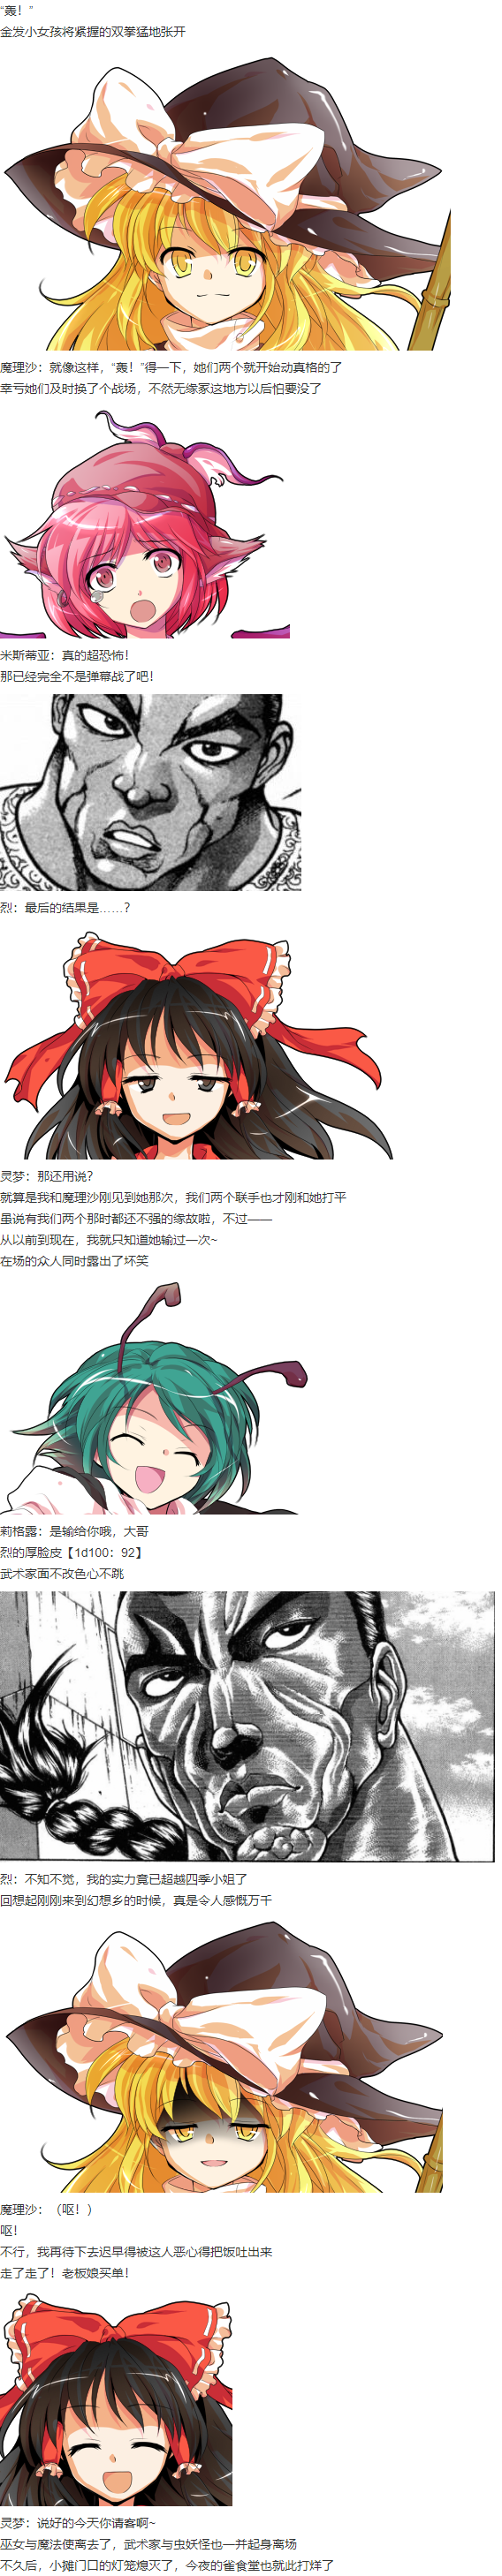 “轰！”
金发小女孩将紧握的双拳猛地张开
魔理沙：就像这样，“轰！”得一下，她们两个就开始动真格的了
幸亏她们及时换了个战场，不然无缘冢这地方以后怕要没了
米斯蒂亚：真的超恐怖！
那已经完全不是弹幕战了吧！
烈：最后的结果是……？
灵梦：那还用说？
就算是我和魔理沙刚见到她那次，我们两个联手也才刚和她打平
虽说有我们两个那时都还不强的缘故啦，不过——
从以前到现在，我就只知道她输过一次~
在场的众人同时露出了坏笑
莉格露：是输给你哦，大哥
烈的厚脸皮【1d100：92】
武术家面不改色心不跳
烈：不知不觉，我的实力竟已超越四季小姐了
回想起刚刚来到幻想乡的时候，真是令人感慨万千
魔理沙：（呕！）
呕！
不行，我再待下去迟早得被这人恶心得把饭吐出来
走了走了！老板娘买单！
灵梦：说好的今天你请客啊~
巫女与魔法使离去了，武术家与虫妖怪也一并起身离场
不久后，小摊门口的灯笼熄灭了，今夜的雀食堂也就此打烊了